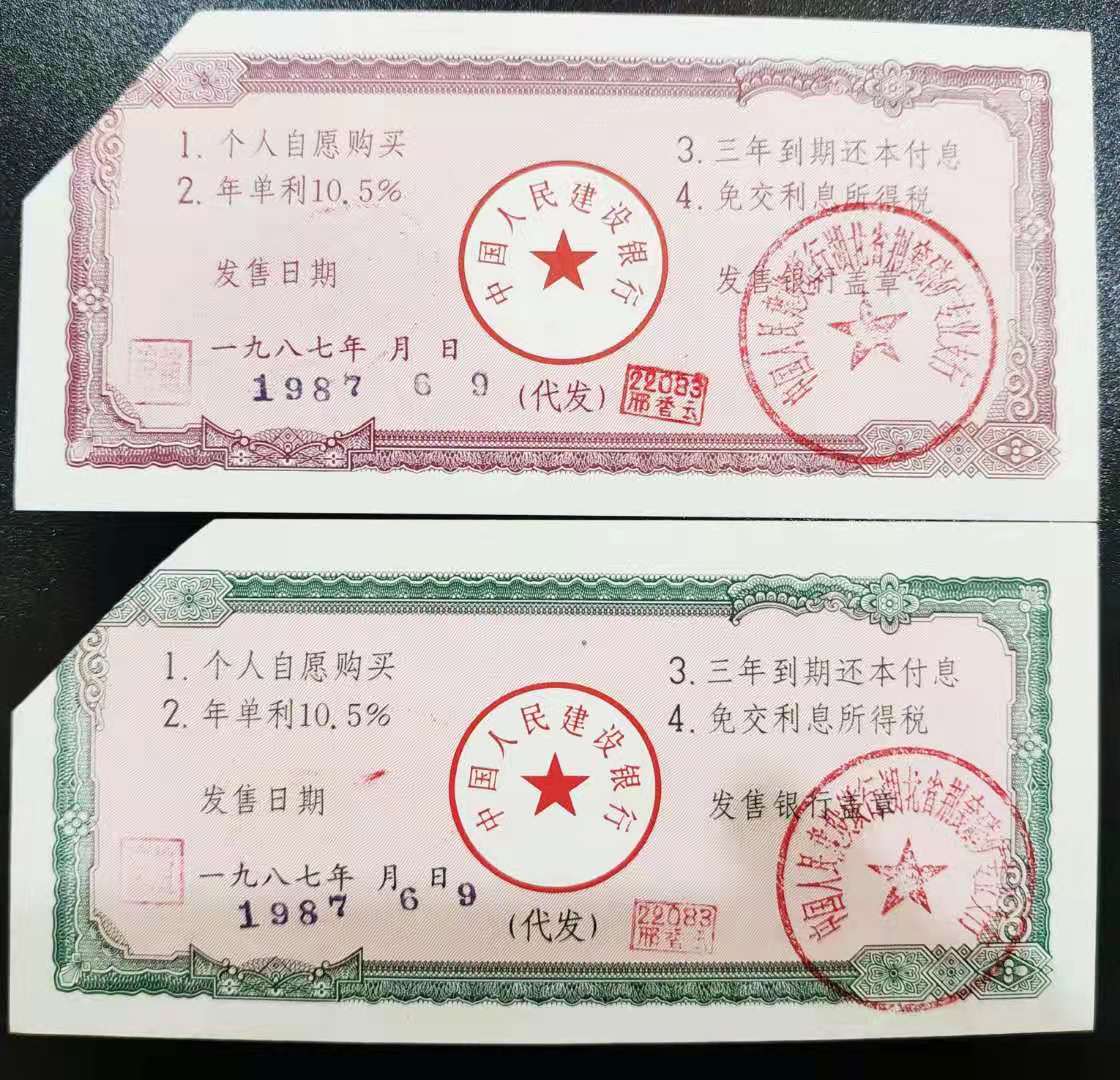 1. 个人自愿购买
2. 年单利10.5%
3. 三年到期还本付息
4. 免交利息所得税
发售日期
中国人民建设银行
发售银行盖章
一九八七年 月 日
1987 6 9
(代发)
22083
邢香云
1. 个人自愿购买
2. 年单利10.5%
3. 三年到期还本付息
4. 免交利息所得税
发售日期
中国人民建设银行
发售银行盖章
一九八七年 月 日
1987 6 9
(代发)
22083
邢香云